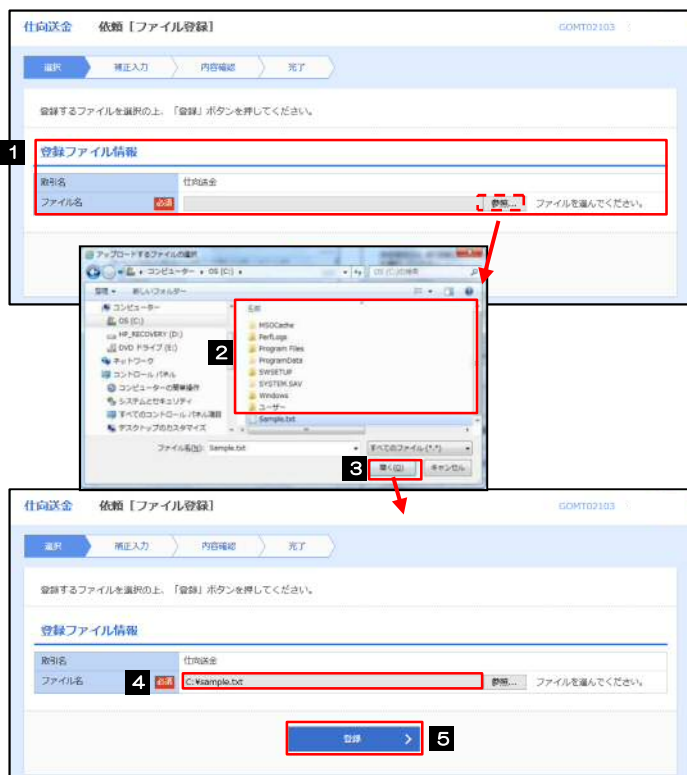 仕向送金 依頼［ファイル登録］ GOMT02103
選択 補正入力 内容確認 完了
登録するファイルを選択の上、「登録」ボタンを押してください。
1 登録ファイル情報
取引名 仕向送金
ファイル名 必須 参照... ファイルを選んでください。
アップロードするファイルの選択
コンピューター OS (C:) OS (C:)の検索
整理 新しいフォルダー
コンピューター
OS (C:)
HP_RECOVERY (D:)
DVD ドライブ (E:)
ネットワーク
コントロール パネル
コンピューターの簡単操作
システムとセキュリティ
すべてのコントロール パネル項目
デスクトップのカスタマイズ
2 名前
MSOCache
PerfLogs
Program Files
ProgramData
SWSETUP
SYSTEM.SAV
Windows
ユーザー
Sample.txt
ファイル名(N): Sample.txt すべてのファイル (*.*)
3 開く(O) キャンセル
仕向送金 依頼［ファイル登録］ GOMT02103
選択 補正入力 内容確認 完了
登録するファイルを選択の上、「登録」ボタンを押してください。
登録ファイル情報
取引名 仕向送金
ファイル名 4 必須 C:¥sample.txt 参照... ファイルを選んでください。
登録 5